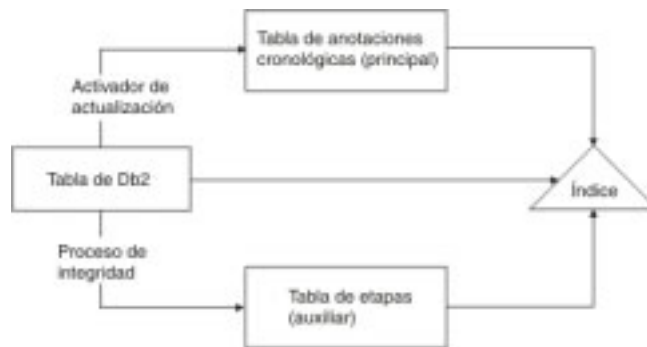 Tabla de anotaciones
cronológicas (principal)
Activador de
actualización
Tabla de Db2
Índice
Proceso de
integridad
Tabla de etapas
(auxiliar)